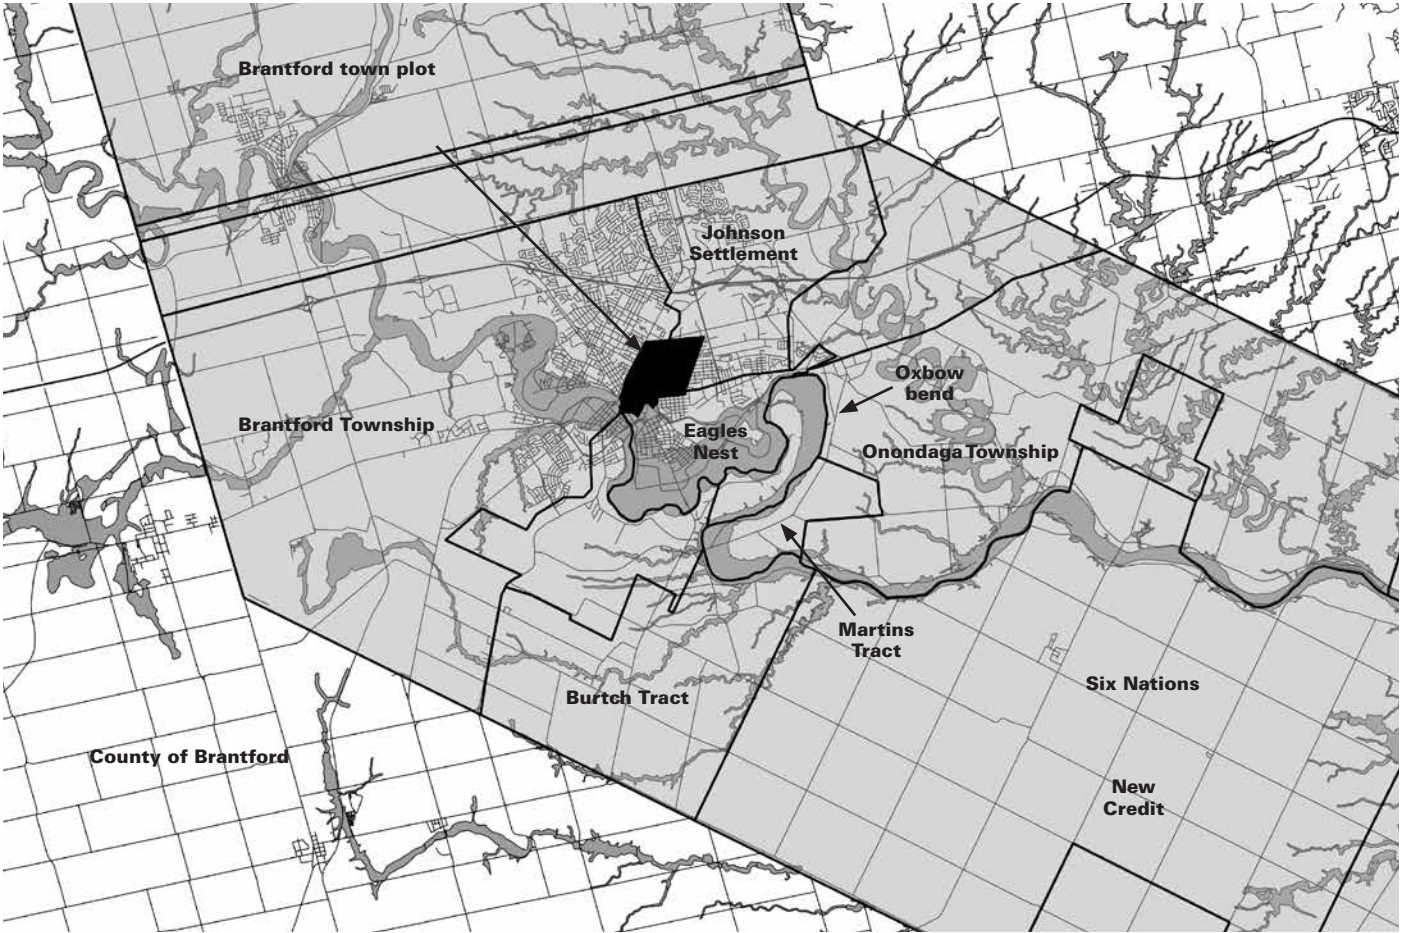 Brantford town plot
Johnson
Settlement
Oxbow
bend
Brantford Township
Eagles
Nest
Onondaga Township
Martins
Tract
Six Nations
Burtch Tract
County of Brantford
New
Credit